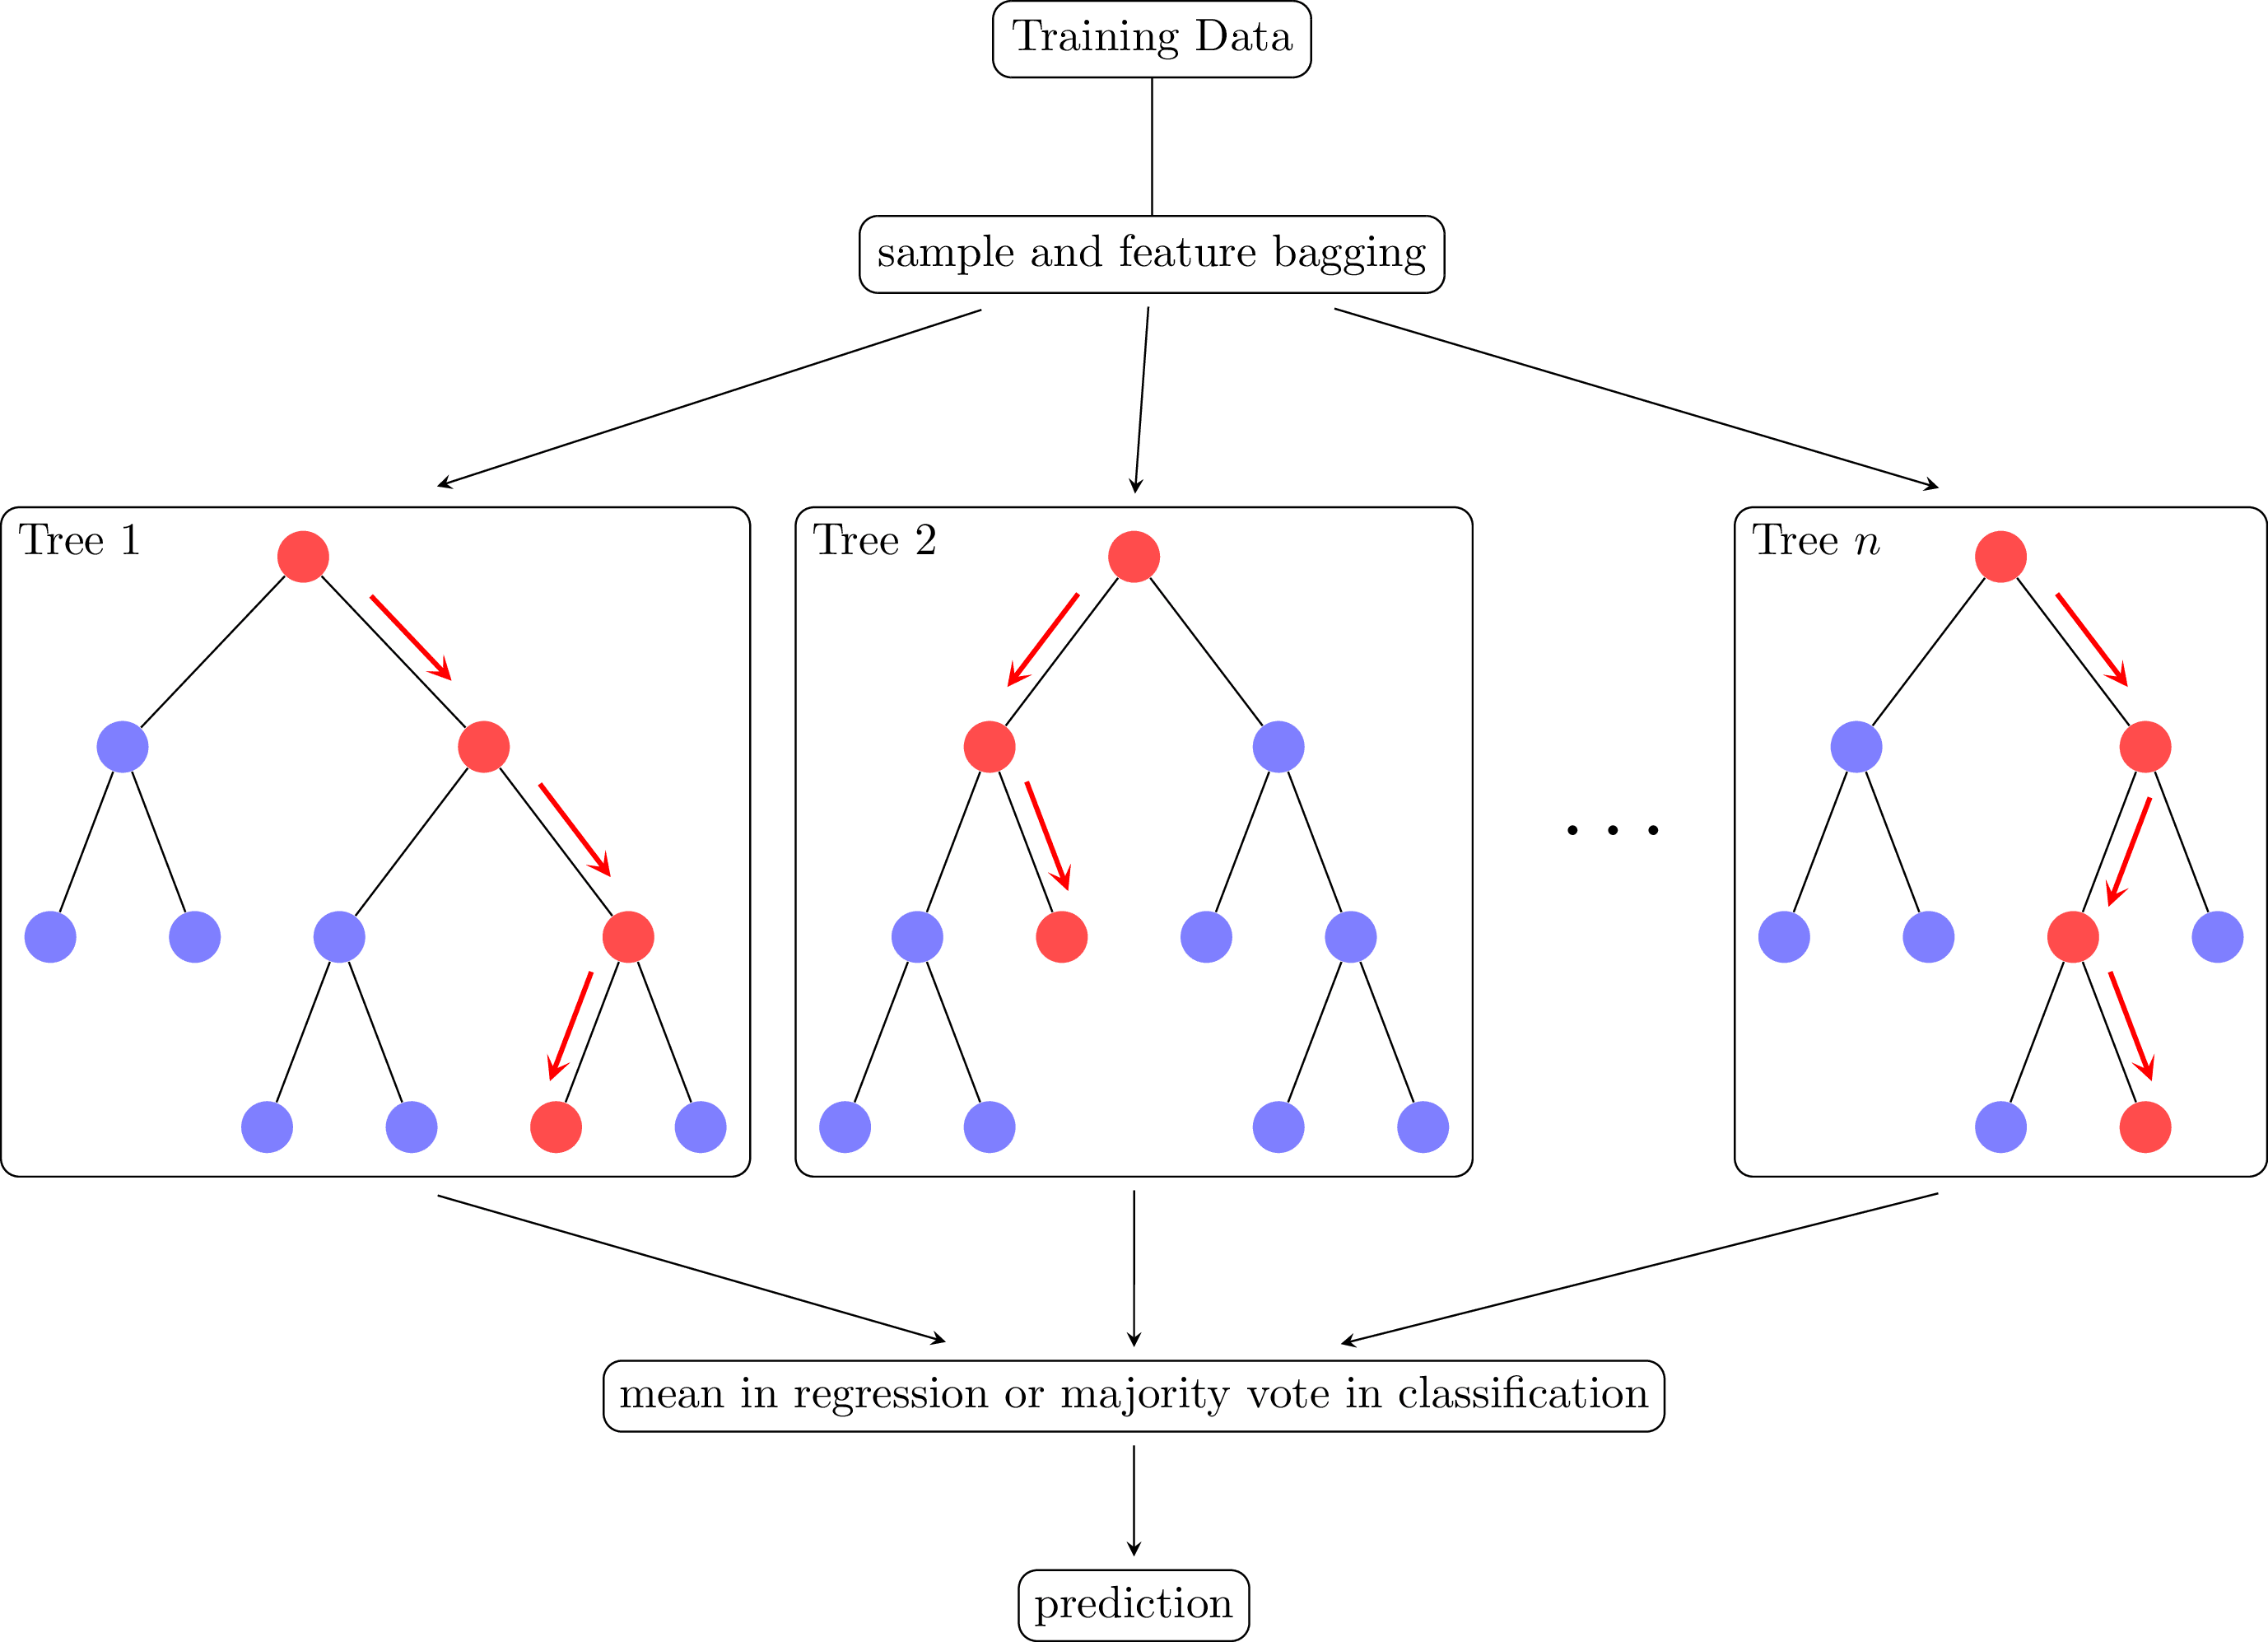 Training Data
sample and feature bagging
Tree 1
Tree 2
Tree n
. . .
mean in regression or majority vote in classification
prediction